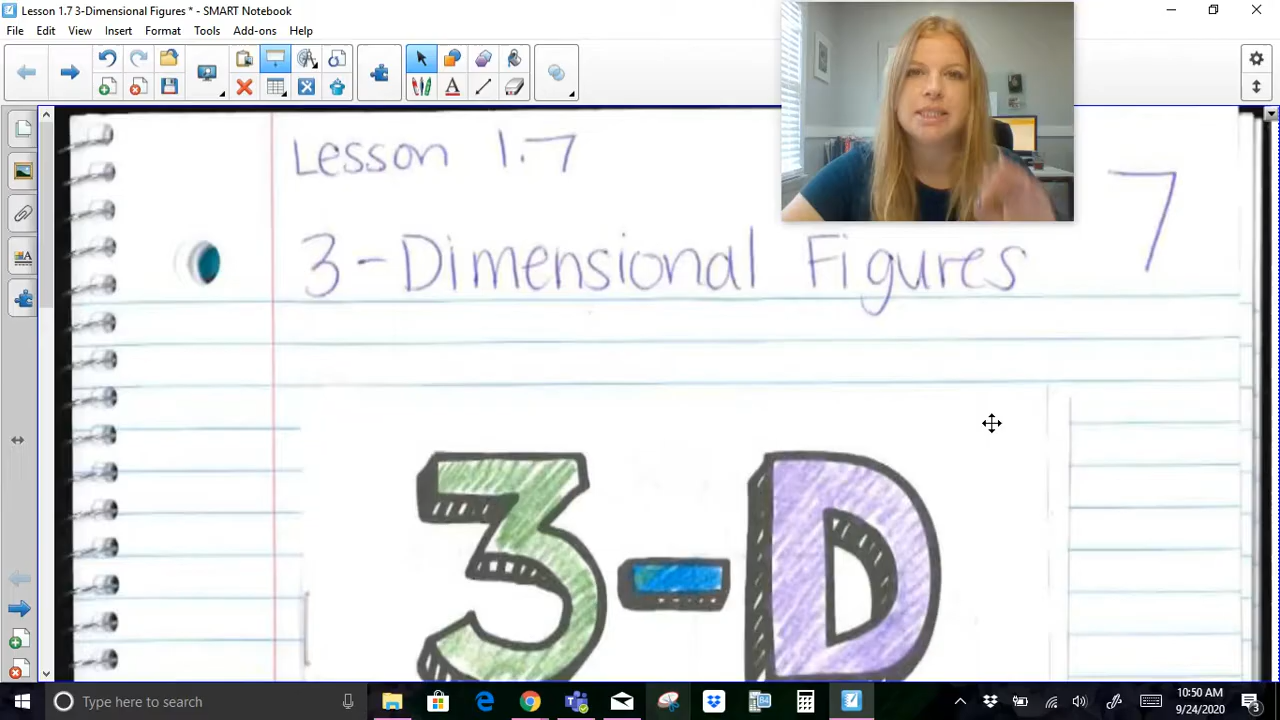 Lesson 1.7 3-Dimensional Figures * - SMART Notebook
File Edit View Insert Format Tools Add-ons Help
Lesson 1.7
7
3-Dimensional Figures
3-D
Type here to search
10:50 AM
9/24/2020
3